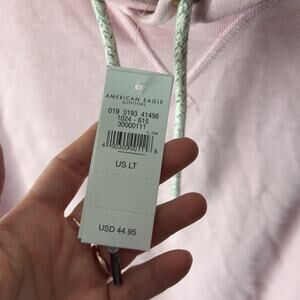 AMERICAN EAGLE
OUTFITTERS
019 0193 41456
1024 - 615
30000111
US LT
USD 44.95